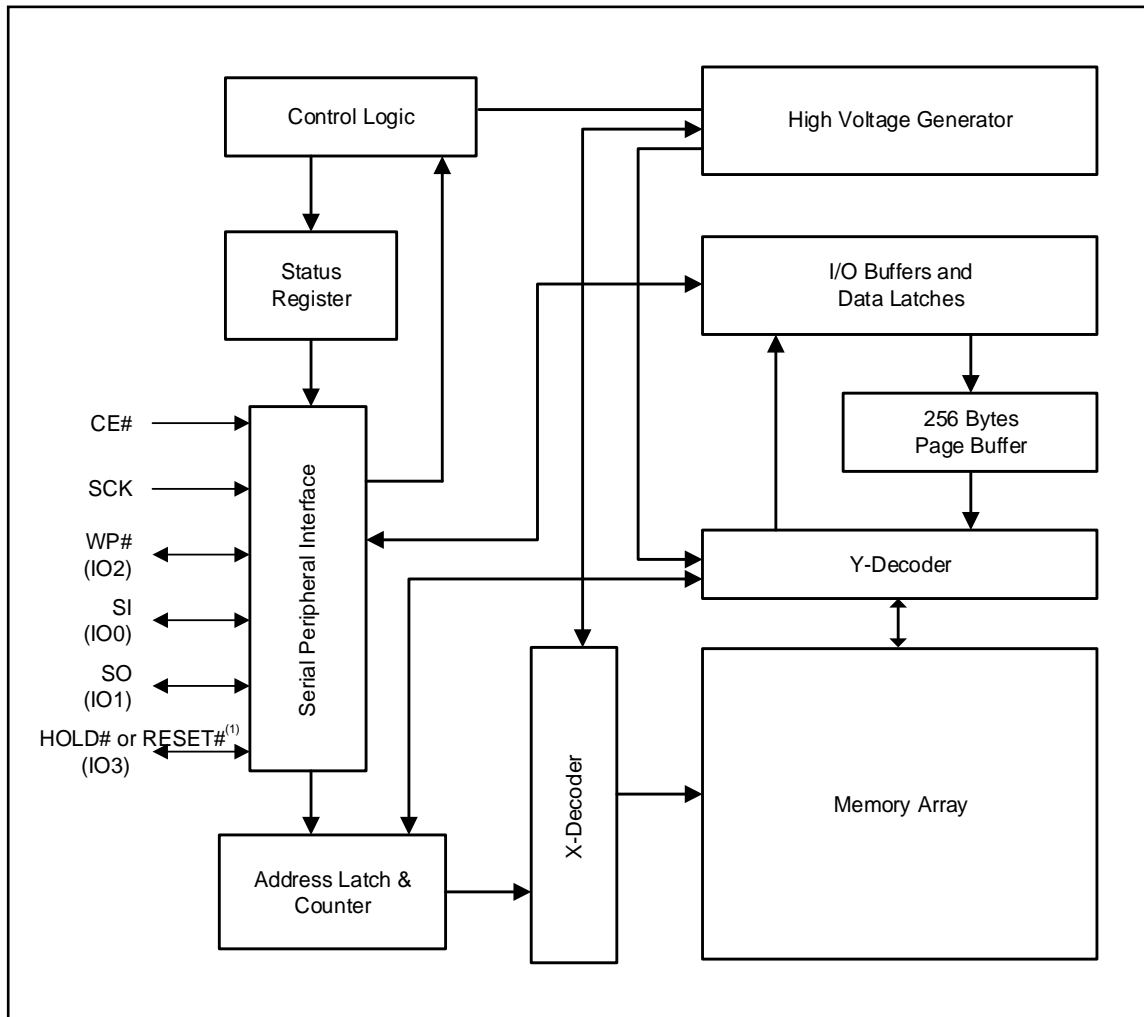 Control Logic
High Voltage Generator
Status
Register
I/O Buffers and
Data Latches
256 Bytes
Page Buffer
CE#
SCK
WP#
(IO2)
SI
(IO0)
SO
(IO1)
HOLD# or RESET#(1)
(IO3)
Serial Peripheral Interface
Y-Decoder
X-Decoder
Memory Array
Address Latch &
Counter